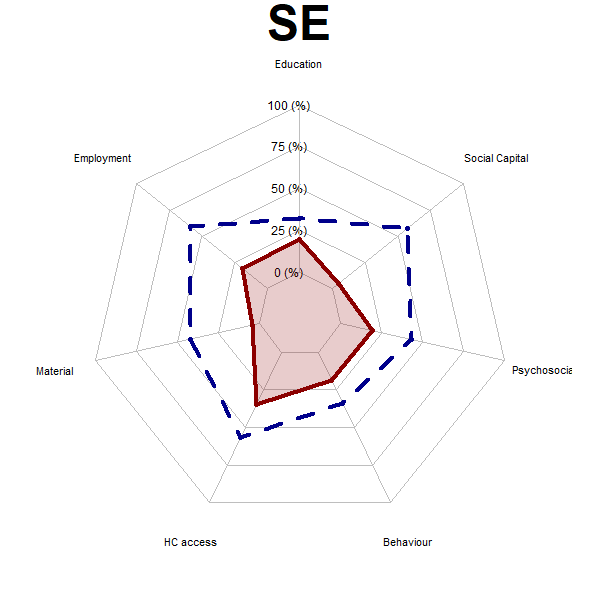 SE
Education
100 (%)
75 (%)
Employment
Social Capital
50 (%)
25 (%)
0 (%)
Material
Psychosocia
HC access
Behaviour